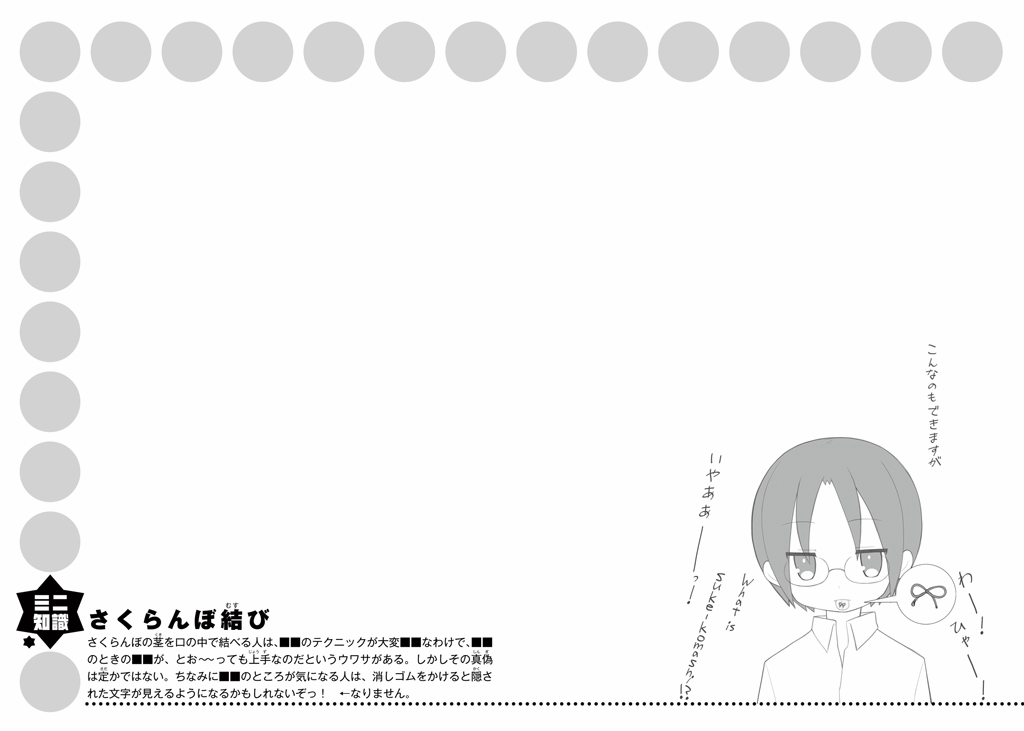 こんなのもできますが
わーー！
ひゃーー！
いやああーーっ！
What is
sukei-komashi!?
ミニ
知識
さくらんぼ結び
さくらんぼの茎を口の中で結べる人は、■■のテクニックが大変■■なわけで、■■
のときの■■が、とお〜〜っても上手なのだというウワサがある。しかしその真偽
は定かではない。ちなみに■■のところが気になる人は、消しゴムをかけると隠さ
れた文字が見えるようになるかもしれないぞっ！　←なりません。